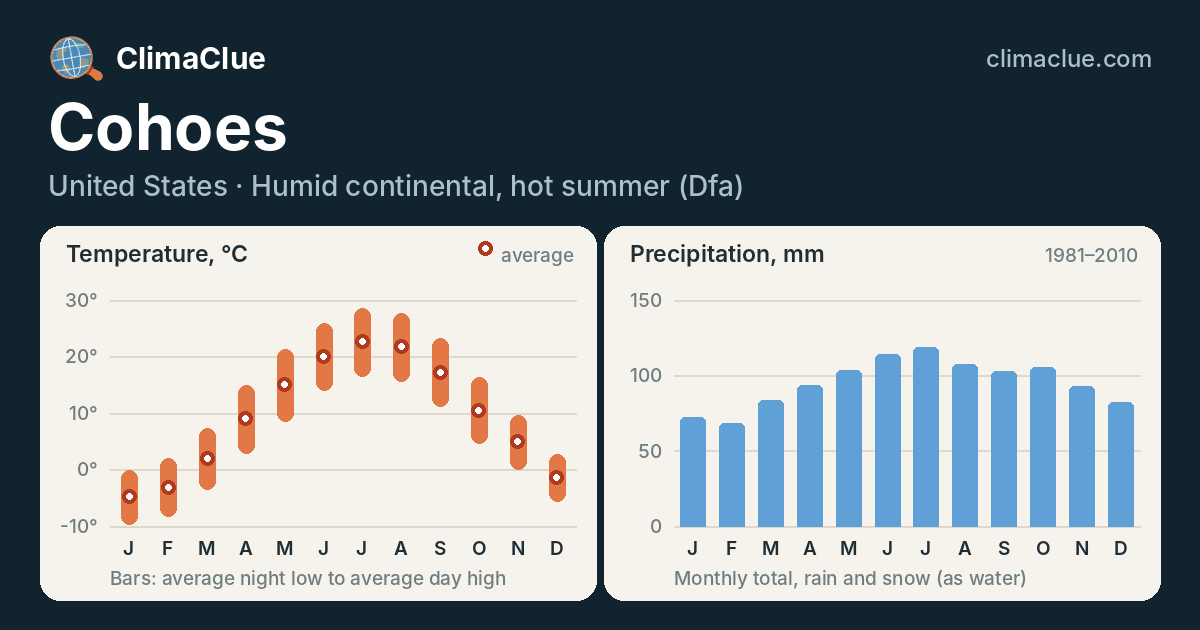 ClimaClue
climaclue.com
Cohoes
United States · Humid continental, hot summer (Dfa)
Temperature, °C
average
30°
20°
10°
0°
-10°
J F M A M J J A S O N D
Bars: average night low to average day high
Precipitation, mm
1981–2010
150
100
50
0
J F M A M J J A S O N D
Monthly total, rain and snow (as water)